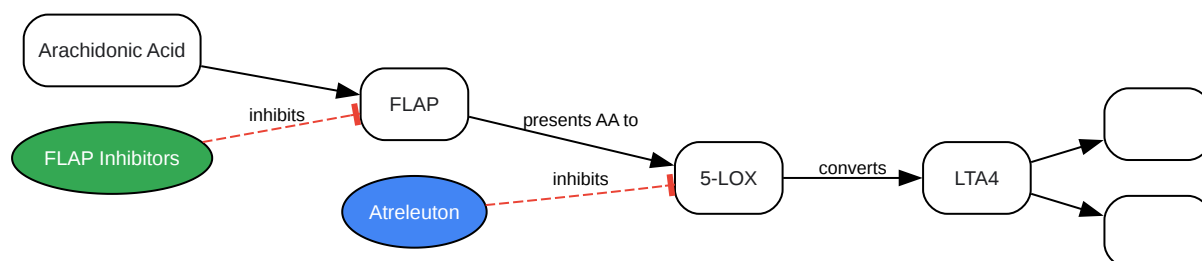 Arachidonic Acid
FLAP
inhibits
FLAP Inhibitors
presents AA to
inhibits
Atreleuton
5-LOX
converts
LTA4